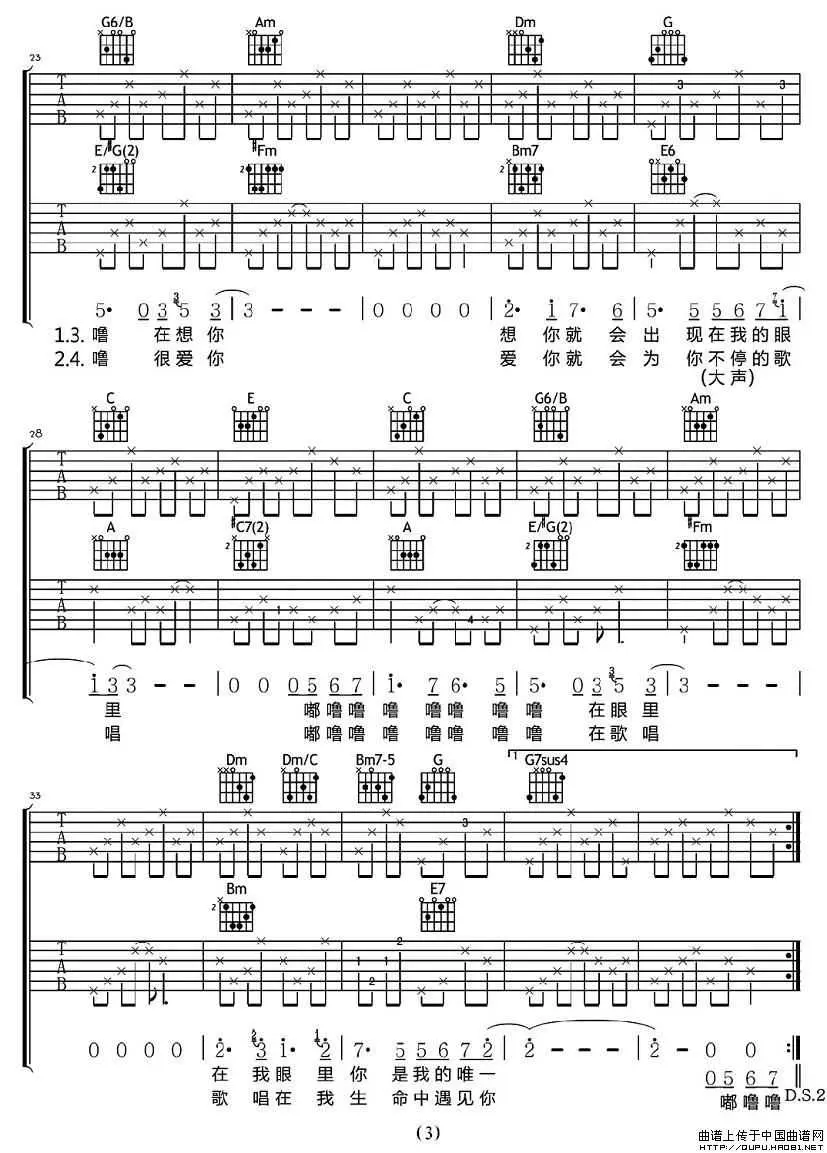 G6/B Am Dm G
23
T A B 3 3
E/#G(2) #Fm Bm7 E6
2 2 2
T A B
5· 0 3 5 3 | 3 - - - | 0 0 0 0 | 2· 1 7· 6 | 5· 5 5 6 7 1
1.3. 噜 在想你 想你就会出现在我的眼
2.4. 噜 很爱你 爱你就会为你不停的歌
(大声)
C E C G6/B Am
28
T A B
A #C7(2) A E/#G(2) #Fm
2 2 2
T A B 1 4
1 3 3 - - | 0 0 0 5 6 7 | 1· 7 6· 5 | 5· 0 3 5 3 | 3 - - -
里 嘟噜噜 噜 噜噜 噜 噜 在眼里
唱 嘟噜噜 噜 噜噜 噜 噜 在歌唱
Dm Dm/C Bm7-5 G 1 G7sus4
33
T A B 3
Bm E7
2
T A B 1 1 2 2
0 0 0 0 | 2· 3 1· 2 | 7· 5 5 6 7 2 | 2 - - - | 2 - 0 0 :‖
0 5 6 7
在我眼里你是我的唯一
歌唱在我生命中遇见你 嘟噜噜 D.S.2
(3)
曲谱上传于中国曲谱网
HTTP://QUPU.HAO81.NET